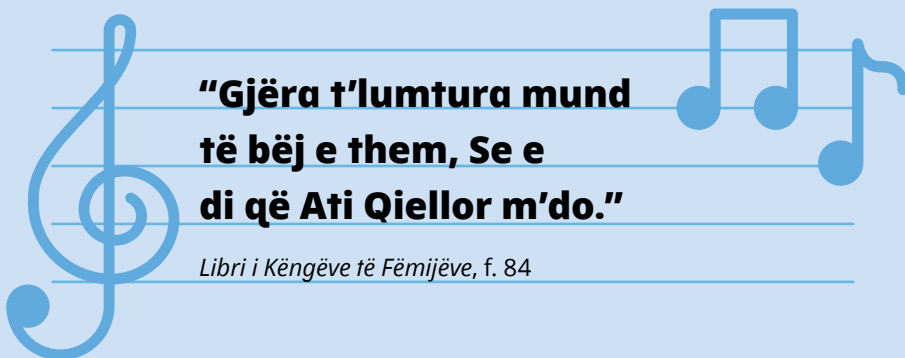 “Gjëra t’lumtura mund
të bëj e them, Se e
di që Ati Qiellor m’do.”
Libri i Këngëve të Fëmijëve, f. 84